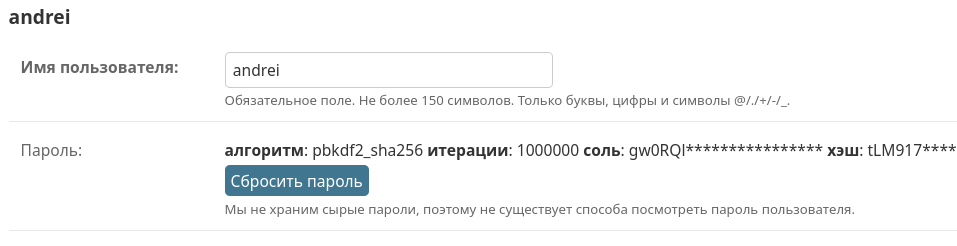 andrei
Имя пользователя: andrei
Обязательное поле. Не более 150 символов. Только буквы, цифры и символы @/./+/-/_.
Пароль: алгоритм: pbkdf2_sha256 итерации: 1000000 соль: gw0RQI**************** хэш: tLM917****
Сбросить пароль
Мы не храним сырые пароли, поэтому не существует способа посмотреть пароль пользователя.